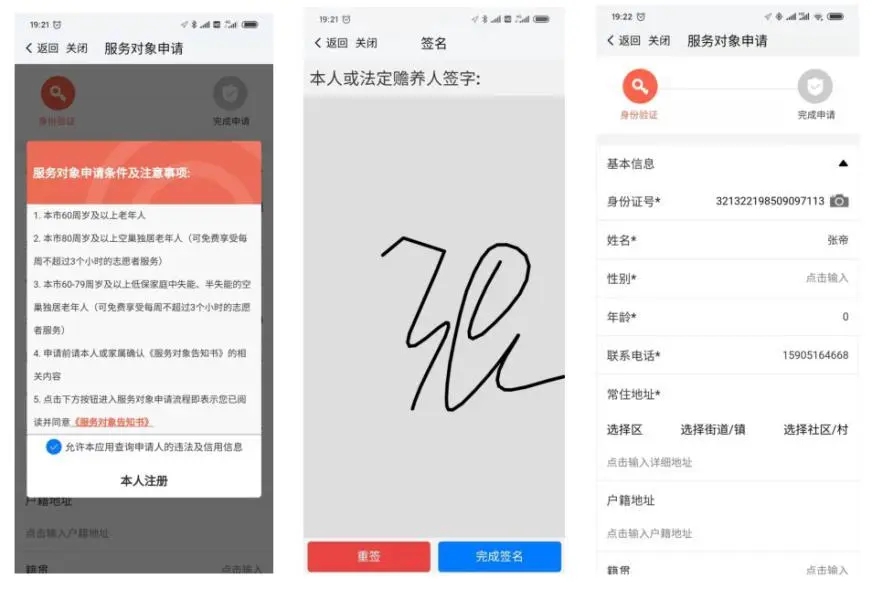 19:21
返回 关闭 服务对象申请
身份验证
完成申请
服务对象申请条件及注意事项:
1. 本市60周岁及以上老年人
2. 本市80周岁及以上空巢独居老年人（可免费享受每
周不超过3个小时的志愿者服务）
3. 本市60-79周岁及以上低保家庭中失能、半失能的空
巢独居老年人（可免费享受每周不超过3个小时的志愿
者服务）
4. 申请前请本人或家属确认《服务对象告知书》的相
关内容
5. 点击下方按钮进入服务对象申请流程即表示您已阅
读并同意《服务对象告知书》
允许本应用查询申请人的违法及信用信息
本人注册
户籍地址
点击输入户籍地址
籍贯 点击输入
19:21
返回 关闭 签名
本人或法定赡养人签字:
重签 完成签名
19:22
返回 关闭 服务对象申请
身份验证
完成申请
基本信息
身份证号* 321322198509097113
姓名* 张帝
性别* 点击输入
年龄* 0
联系电话* 15905164668
常住地址*
选择区 选择街道/镇 选择社区/村
点击输入详细地址
户籍地址
点击输入户籍地址
籍贯 点击输入